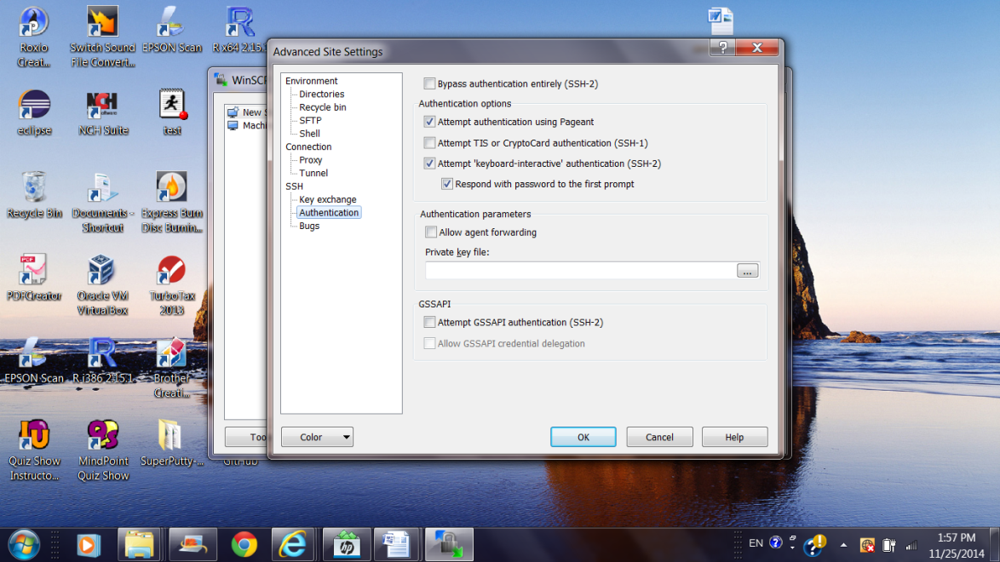 Roxio
Creat...
Switch Sound
File Convert...
EPSON Scan
R x64 2.15.1
eclipse
NCH
NCH Suite
test
Recycle Bin
Documents -
Shortcut
Express Burn
Disc Burnin...
PDF
PDFCreator
Oracle VM
VirtualBox
TurboTax
2013
EPSON Scan
R i386 2.15.1
Brother
Creati...
Quiz Show
Instructo...
MindPoint
Quiz Show
SuperPutty-...
GitHub
WinSCP
New S
Machi
Too
Advanced Site Settings
?
X
Environment
Directories
Recycle bin
SFTP
Shell
Connection
Proxy
Tunnel
SSH
Key exchange
Authentication
Bugs
Bypass authentication entirely (SSH-2)
Authentication options
Attempt authentication using Pageant
Attempt TIS or CryptoCard authentication (SSH-1)
Attempt 'keyboard-interactive' authentication (SSH-2)
Respond with password to the first prompt
Authentication parameters
Allow agent forwarding
Private key file:
...
GSSAPI
Attempt GSSAPI authentication (SSH-2)
Allow GSSAPI credential delegation
Color
OK
Cancel
Help
hp
EN
1:57 PM
11/25/2014